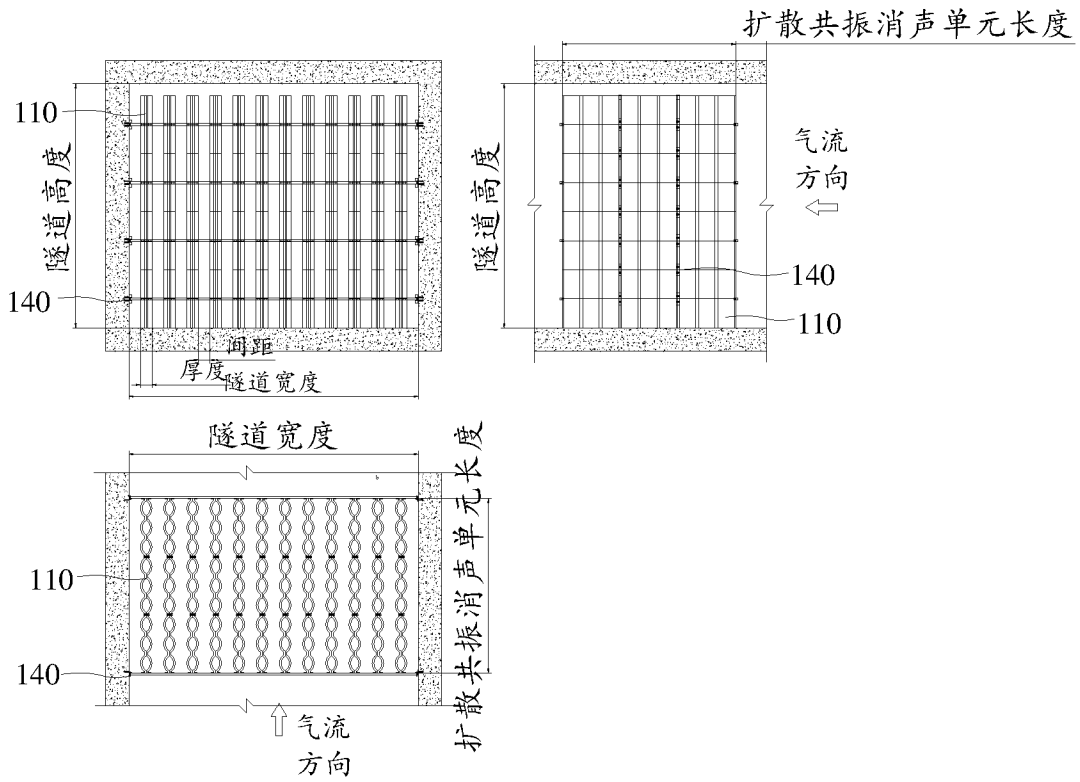 扩散共振消声单元长度
110
隧道高度
140
间距
厚度
隧道宽度
隧道高度
气流
方向
140
110
隧道宽度
110
140
扩散共振消声单元长度
气流
方向